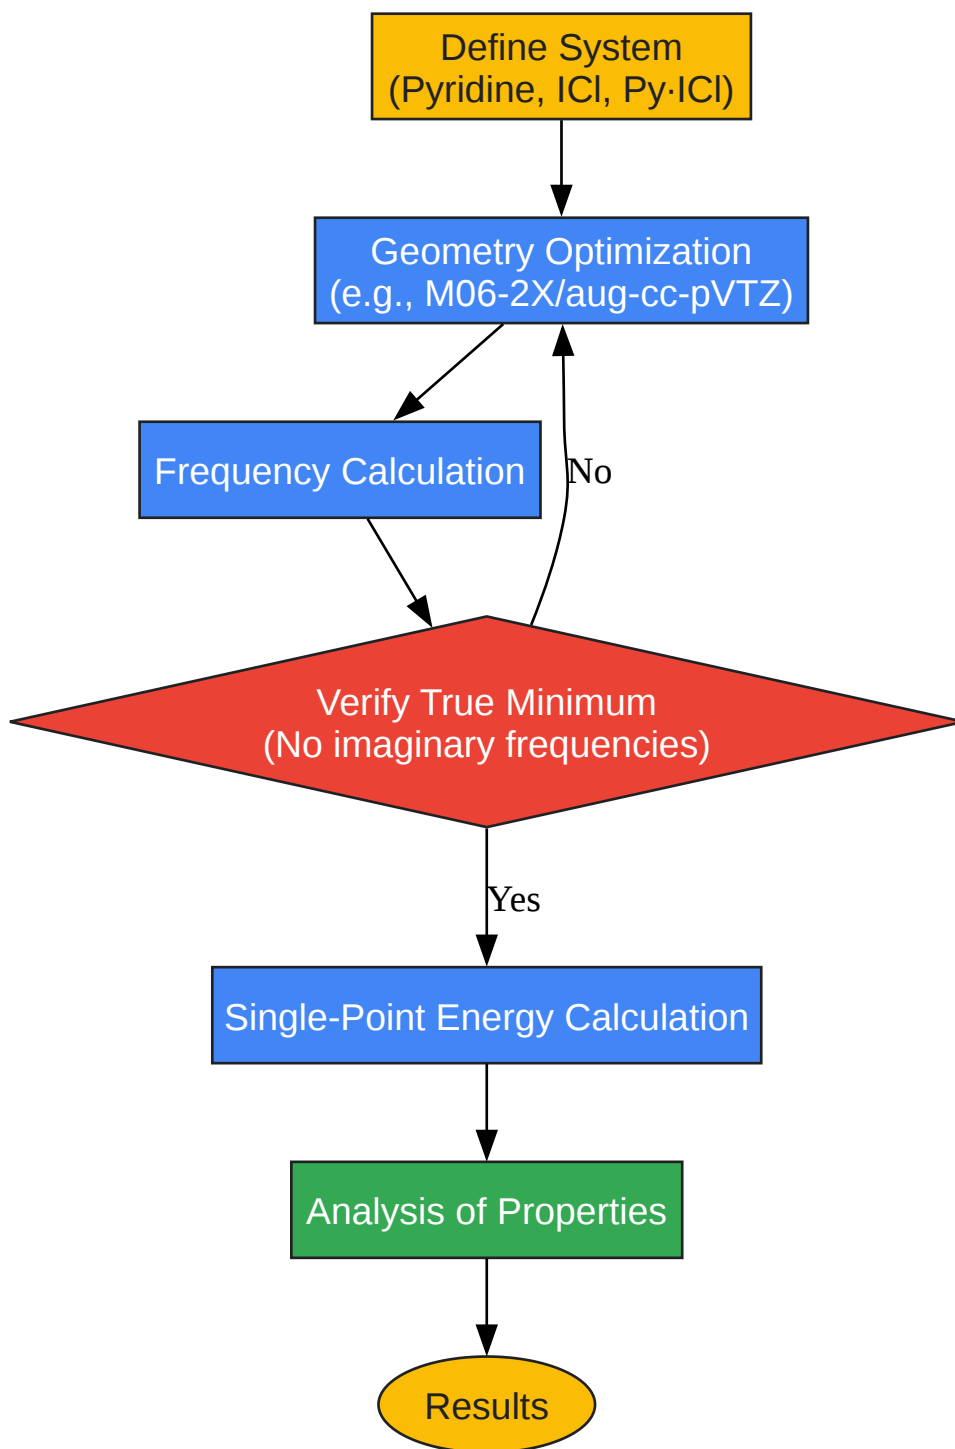 Define System
(Pyridine, ICl, Py·ICl)
Geometry Optimization
(e.g., M06-2X/aug-cc-pVTZ)
Frequency Calculation
No
Verify True Minimum
(No imaginary frequencies)
Yes
Single-Point Energy Calculation
Analysis of Properties
Results